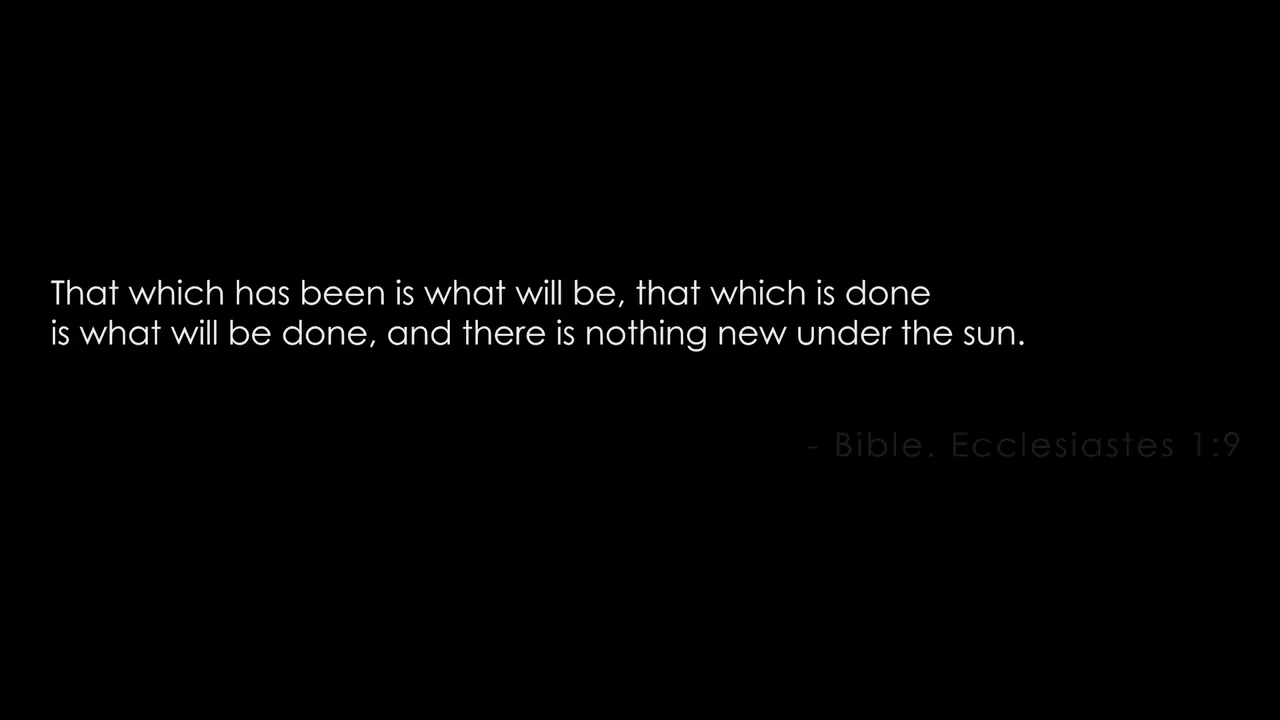 That which has been is what will be, that which is done
is what will be done, and there is nothing new under the sun.
- Bible. Ecclesiastes 1:9